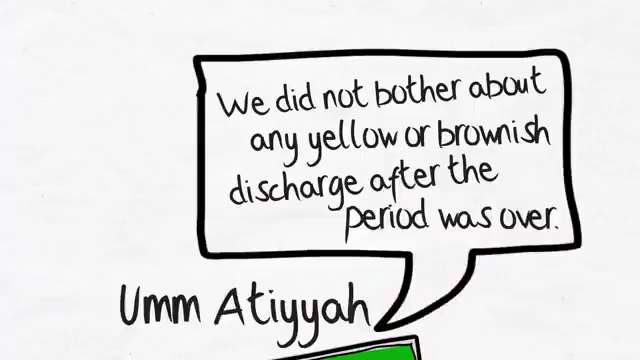 We did not bother about
any yellow or brownish
discharge after the
period was over.
Umm Atiyyah